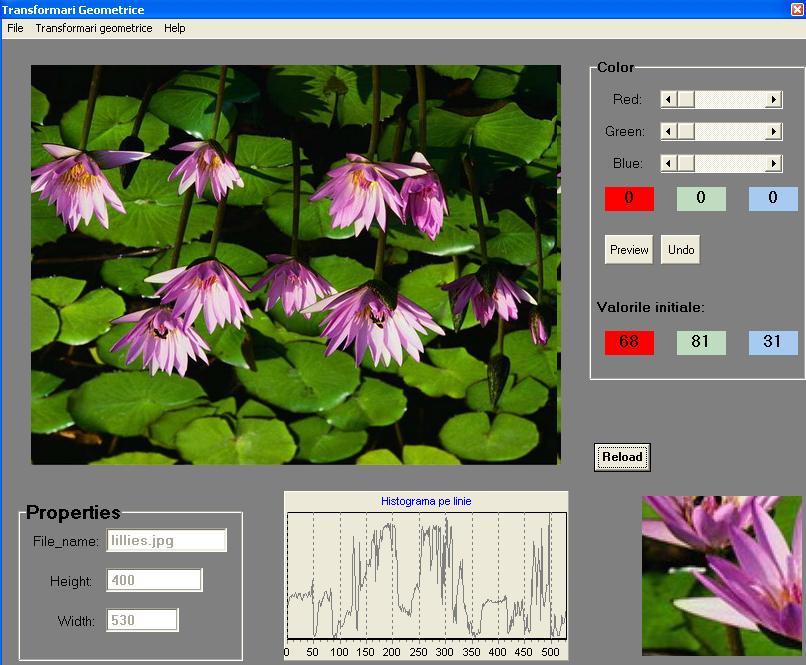 Transformari Geometrice
File Transformari geometrice Help
Color
Red:
Green:
Blue:
0 0 0
Preview Undo
Valorile initiale:
68 81 31
Reload
Properties
File_name: lillies.jpg
Height: 400
Width: 530
Histograma pe linie
0 50 100 150 200 250 300 350 400 450 500